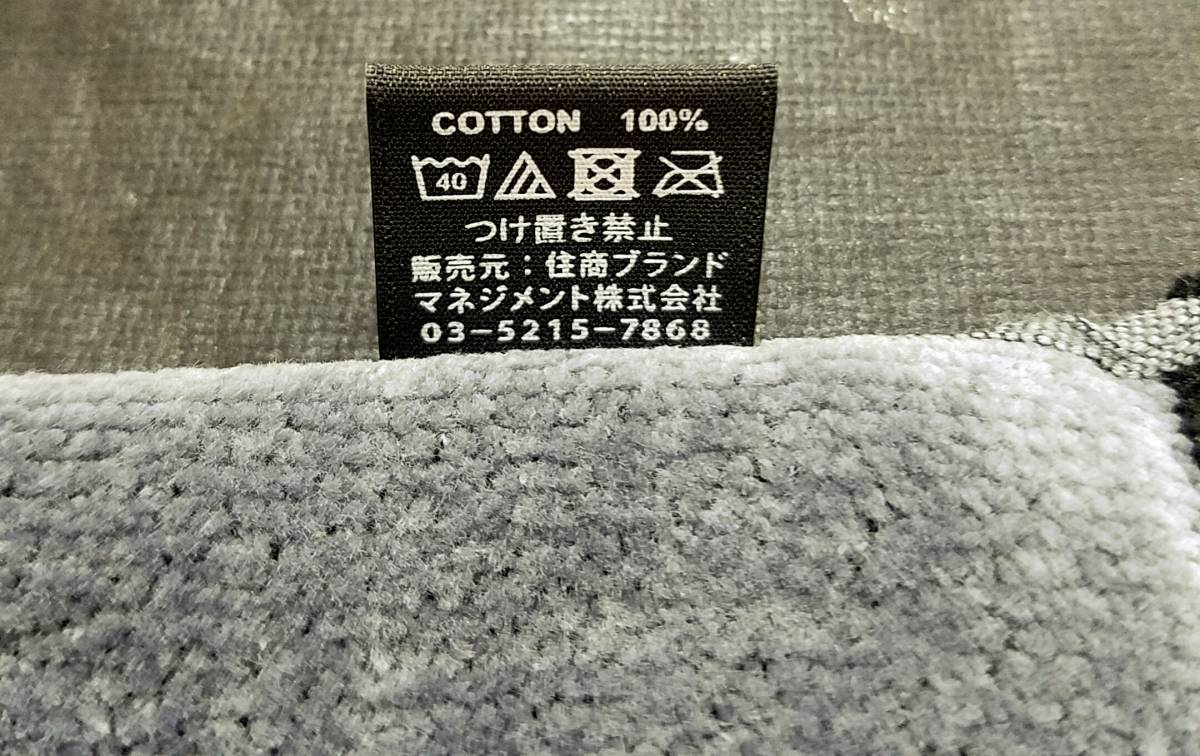 COTTON 100%
40
つけ置き禁止
販売元：住商ブランド
マネジメント株式会社
03-5215-7868